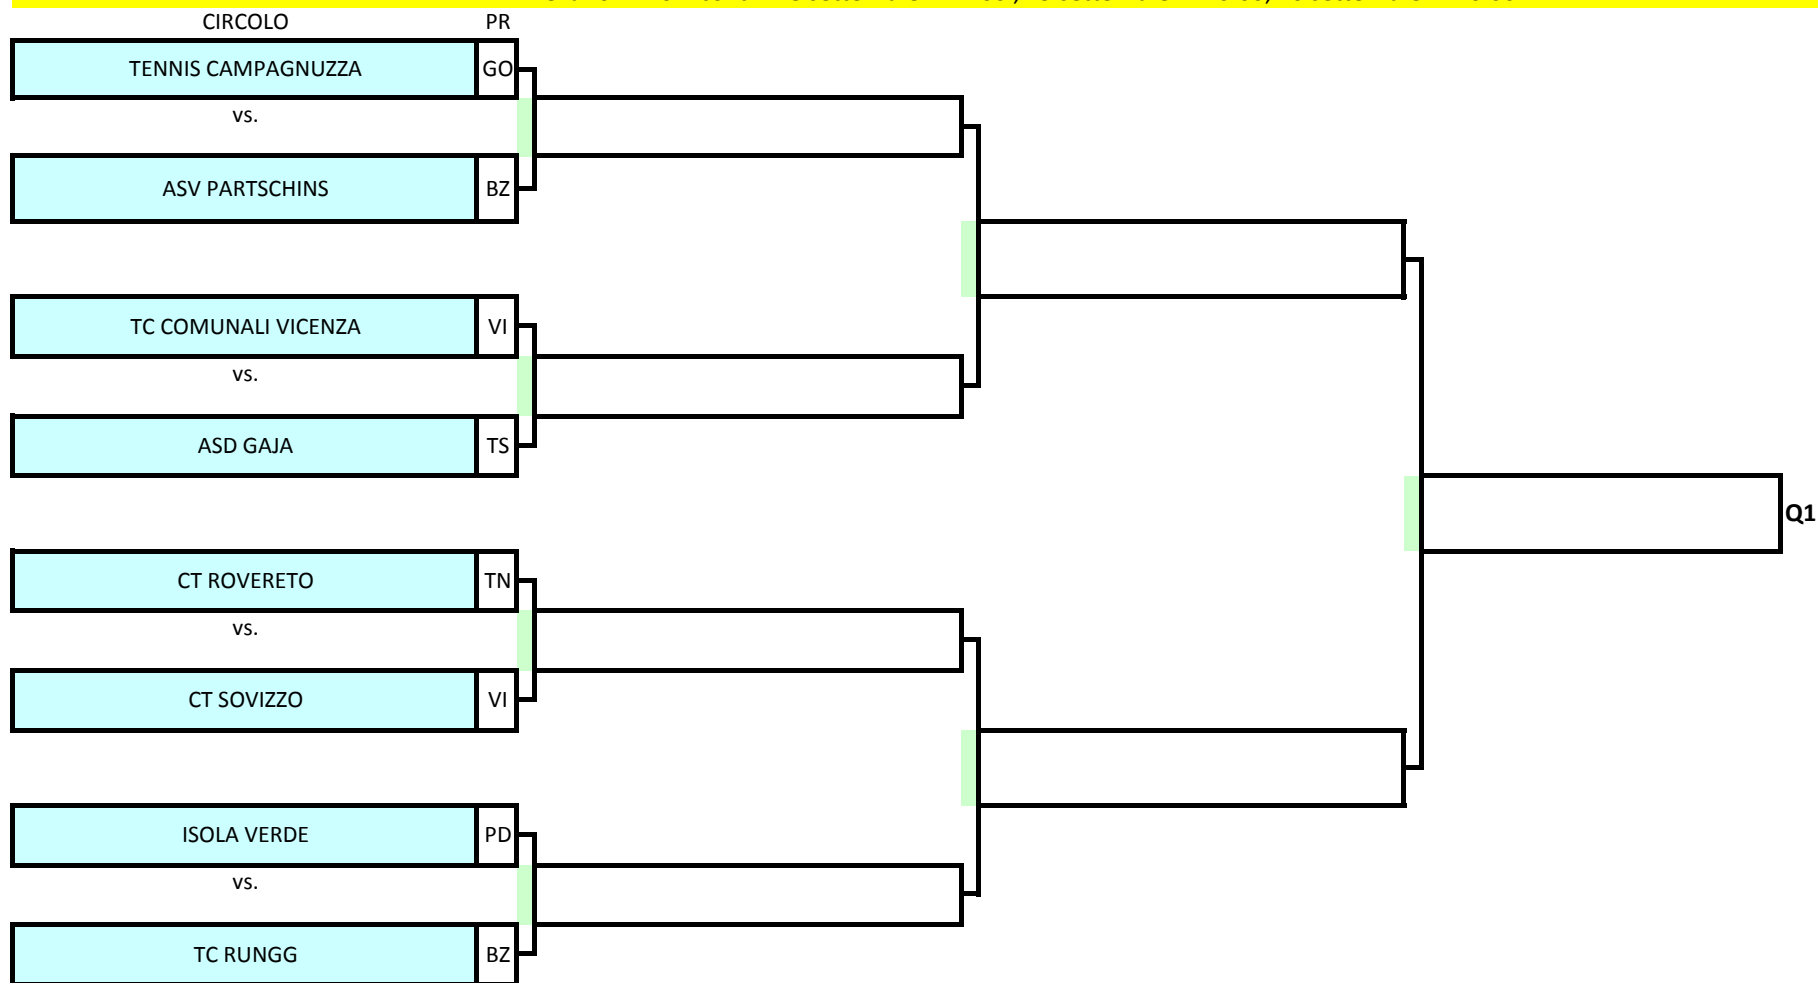 CIRCOLO PR
TENNIS CAMPAGNUZZA GO
vs.
ASV PARTSCHINS BZ
TC COMUNALI VICENZA VI
vs.
ASD GAJA TS
Q1
CT ROVERETO TN
vs.
CT SOVIZZO VI
ISOLA VERDE PD
vs.
TC RUNGG BZ